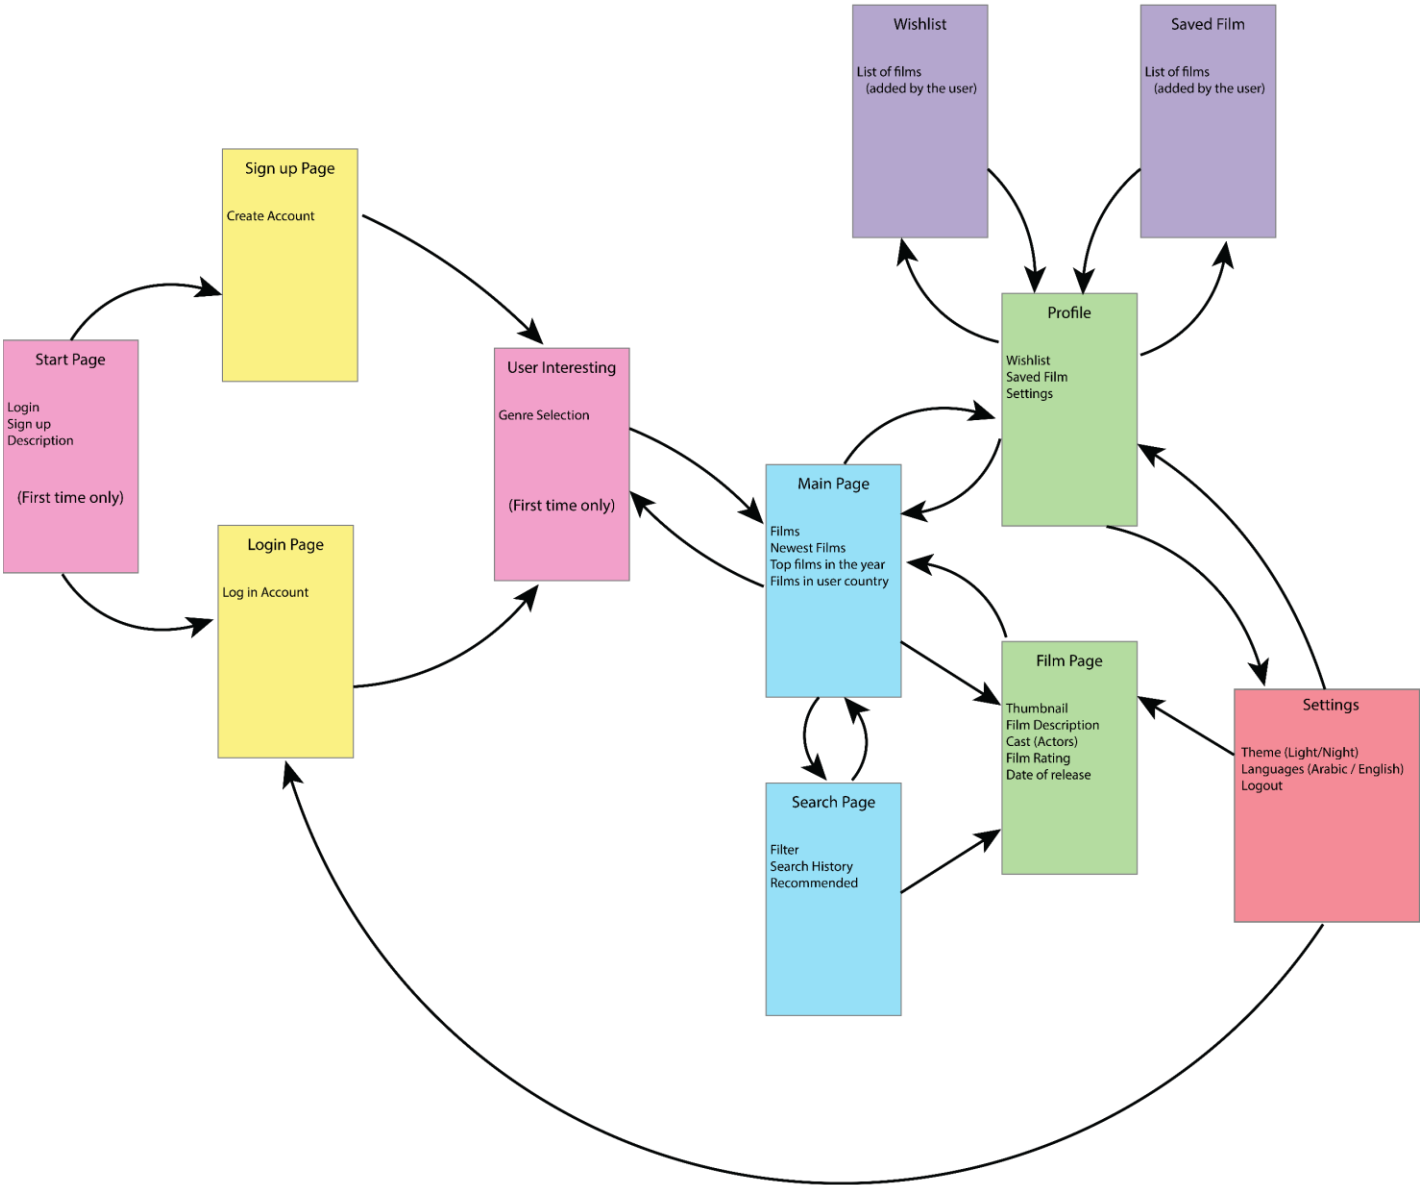 Wishlist
List of films
(added by the user)
Saved Film
List of films
(added by the user)
Sign up Page
Create Account
Start Page
Login
Sign up
Description
(First time only)
Login Page
Log in Account
User Interesting
Genre Selection
(First time only)
Main Page
Films
Newest Films
Top films in the year
Films in user country
Profile
Wishlist
Saved Film
Settings
Search Page
Filter
Search History
Recommended
Film Page
Thumbnail
Film Description
Cast (Actors)
Film Rating
Date of release
Settings
Theme (Light/Night)
Languages (Arabic / English)
Logout